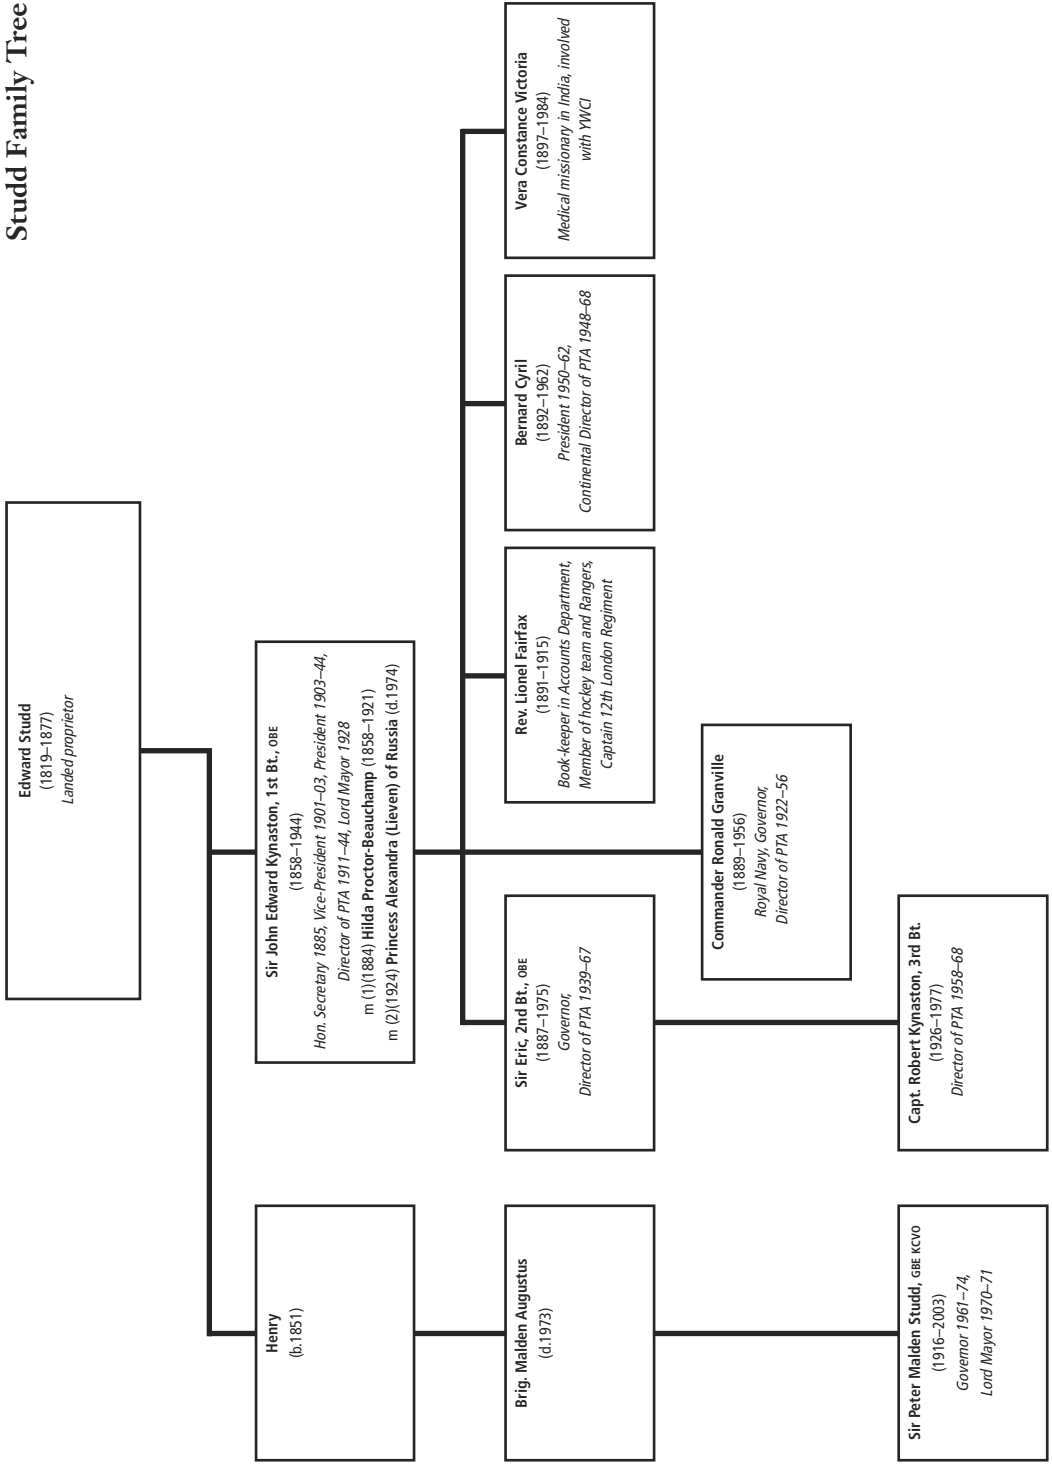 Studd Family Tree
Edward Studd
(1819–1877)
Landed proprietor
Henry
(b.1851)
Sir John Edward Kynaston, 1st Bt., OBE
(1858–1944)
Hon. Secretary 1885, Vice-President 1901–03, President 1903–44,
Director of PTA 1911–44, Lord Mayor 1928
m (1)(1884) Hilda Proctor-Beauchamp (1858–1921)
m (2)(1924) Princess Alexandra (Lieven) of Russia (d.1974)
Brig. Malden Augustus
(d.1973)
Sir Eric, 2nd Bt., OBE
(1887–1975)
Governor,
Director of PTA 1939–67
Rev. Lionel Fairfax
(1891–1915)
Book-keeper in Accounts Department,
Member of hockey team and Rangers,
Captain 12th London Regiment
Bernard Cyril
(1892–1962)
President 1950–62,
Continental Director of PTA 1948–68
Vera Constance Victoria
(1897–1984)
Medical missionary in India, involved
with YWCI
Commander Ronald Granville
(1889–1956)
Royal Navy, Governor,
Director of PTA 1922–56
Sir Peter Malden Studd, GBE KCVO
(1916–2003)
Governor 1961–74,
Lord Mayor 1970–71
Capt. Robert Kynaston, 3rd Bt.
(1926–1977)
Director of PTA 1958–68